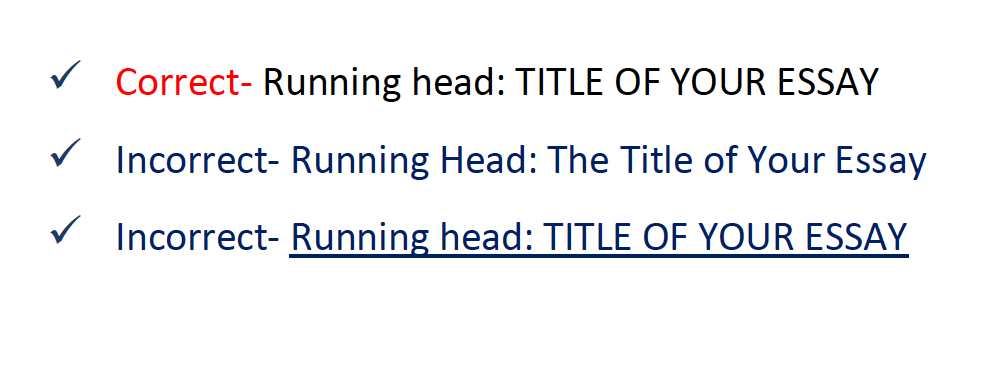 ✓ Correct- Running head: TITLE OF YOUR ESSAY
✓ Incorrect- Running Head: The Title of Your Essay
✓ Incorrect- Running head: TITLE OF YOUR ESSAY